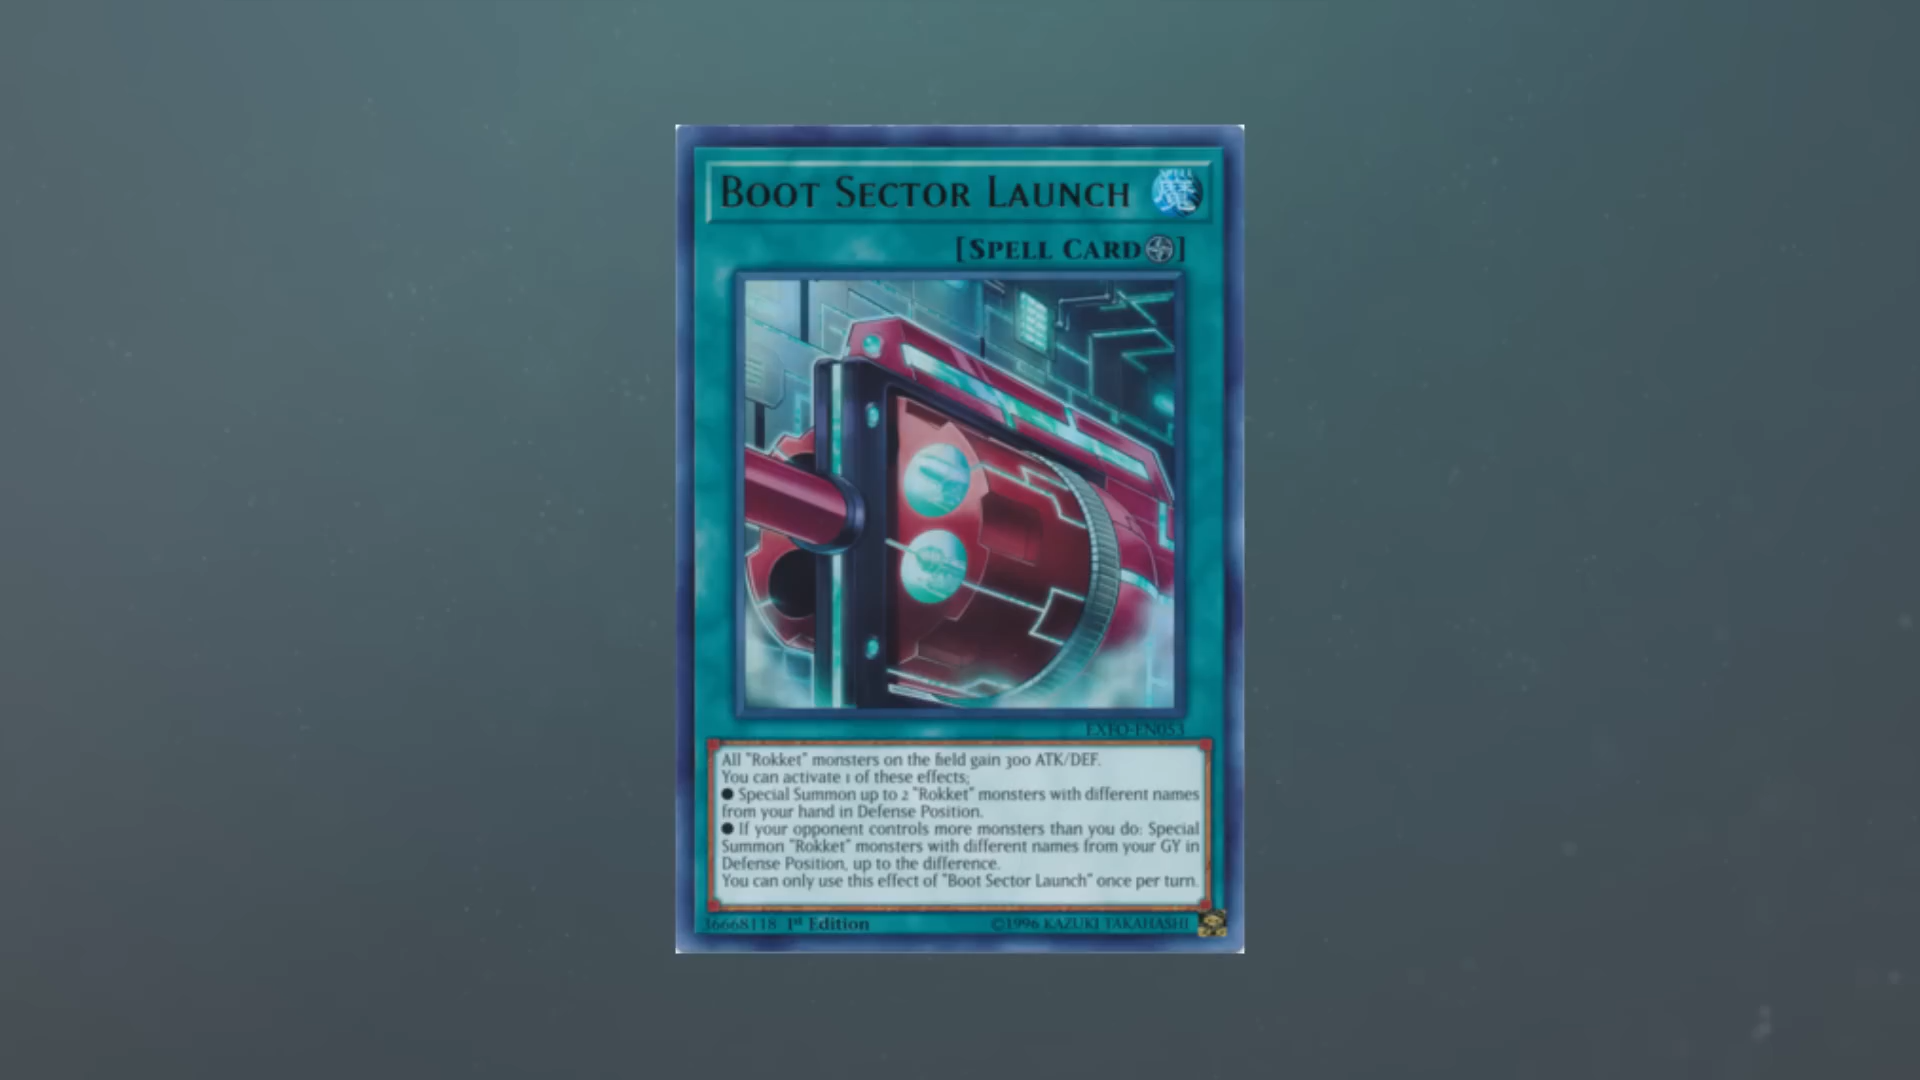 BOOT SECTOR LAUNCH
[SPELL CARD]
EXFO-EN053
All "Rokket" monsters on the field gain 300 ATK/DEF.
You can activate 1 of these effects;
● Special Summon up to 2 "Rokket" monsters with different names
from your hand in Defense Position.
● If your opponent controls more monsters than you do: Special
Summon "Rokket" monsters with different names from your GY in
Defense Position, up to the difference.
You can only use this effect of "Boot Sector Launch" once per turn.
36668118 1st Edition ©1996 KAZUKI TAKAHASHI